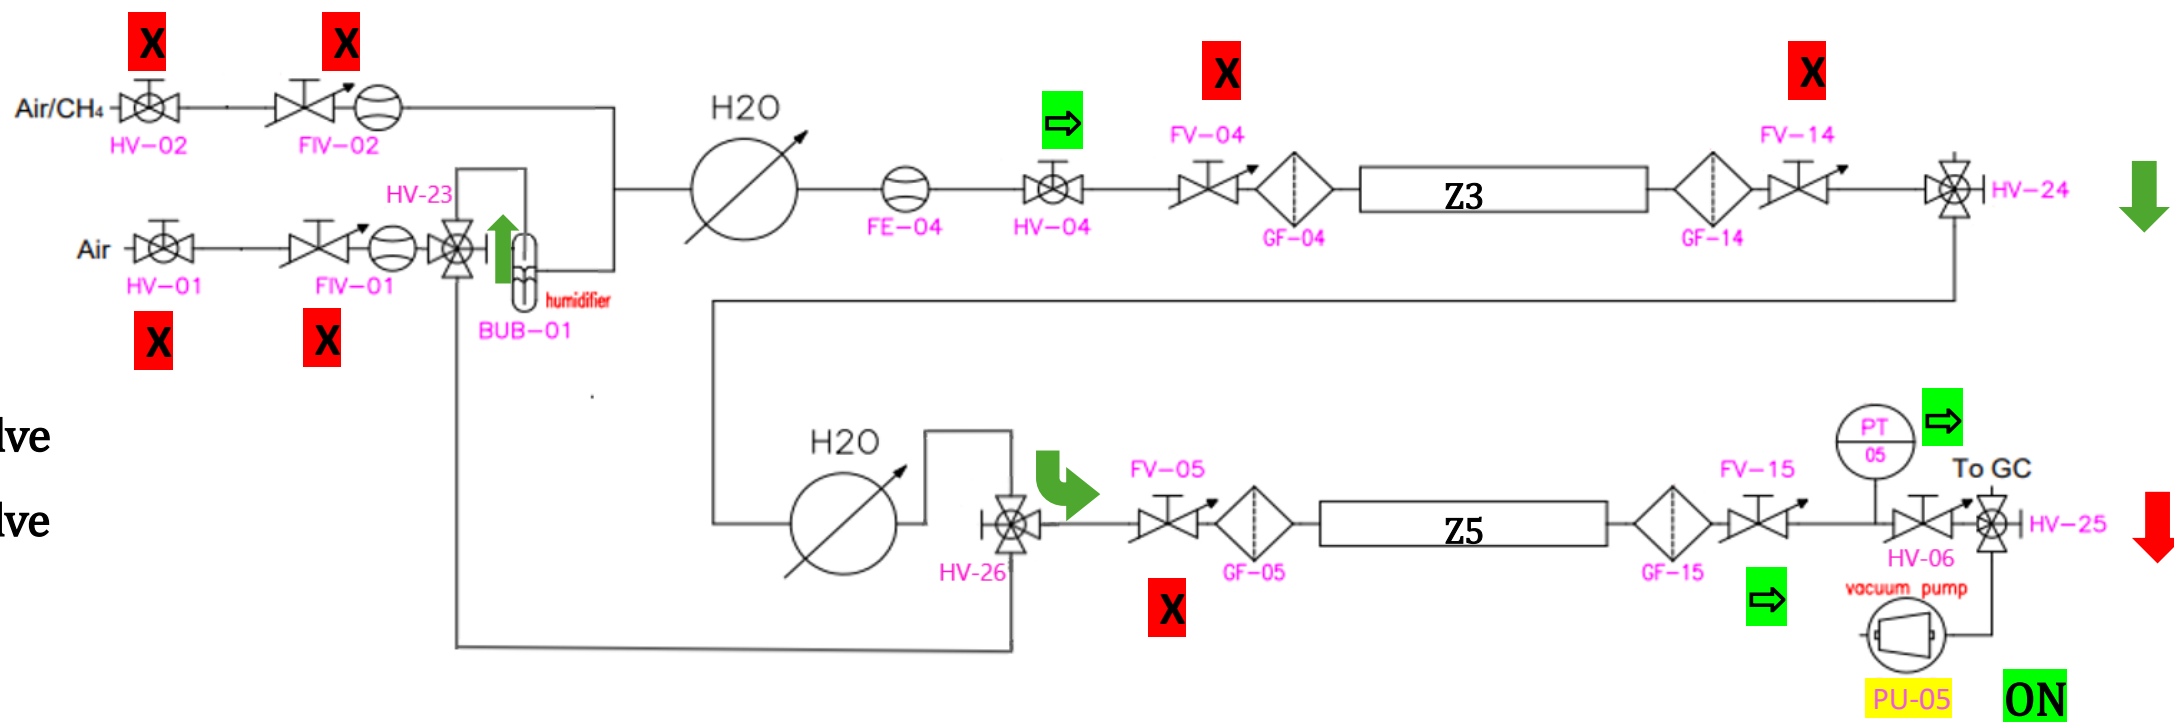 X X
Air/CH₄
HV-02 FIV-02
H2O
X X
⇨
FV-04 FV-14
HV-23
Z3
HV-24
FE-04 HV-04 GF-04 GF-14
Air
HV-01 FIV-01
humidifier
BUB-01
X X
lve
lve
H2O
HV-26
FV-05
X
GF-05
Z5
GF-15
FV-15
⇨
PT
05
⇨
To GC
HV-25
HV-06
vacuum pump
PU-05
ON